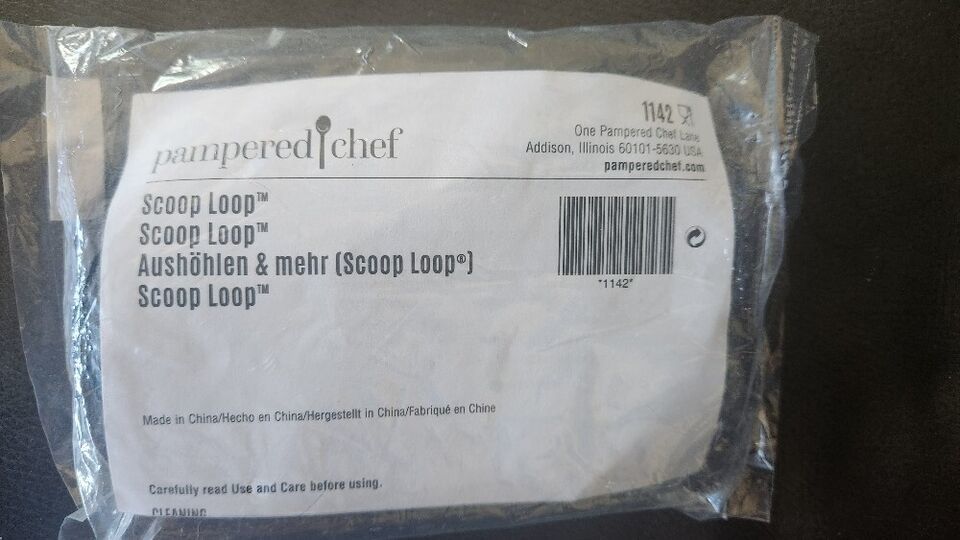 pampered chef
1142
One Pampered Chef Lane
Addison, Illinois 60101-5630 USA
pamperedchef.com
Scoop Loop™
Scoop Loop™
Aushöhlen & mehr (Scoop Loop®)
Scoop Loop™
*1142*
Made in China/Hecho en China/Hergestellt in China/Fabriqué en Chine
Carefully read Use and Care before using.
CLEANING